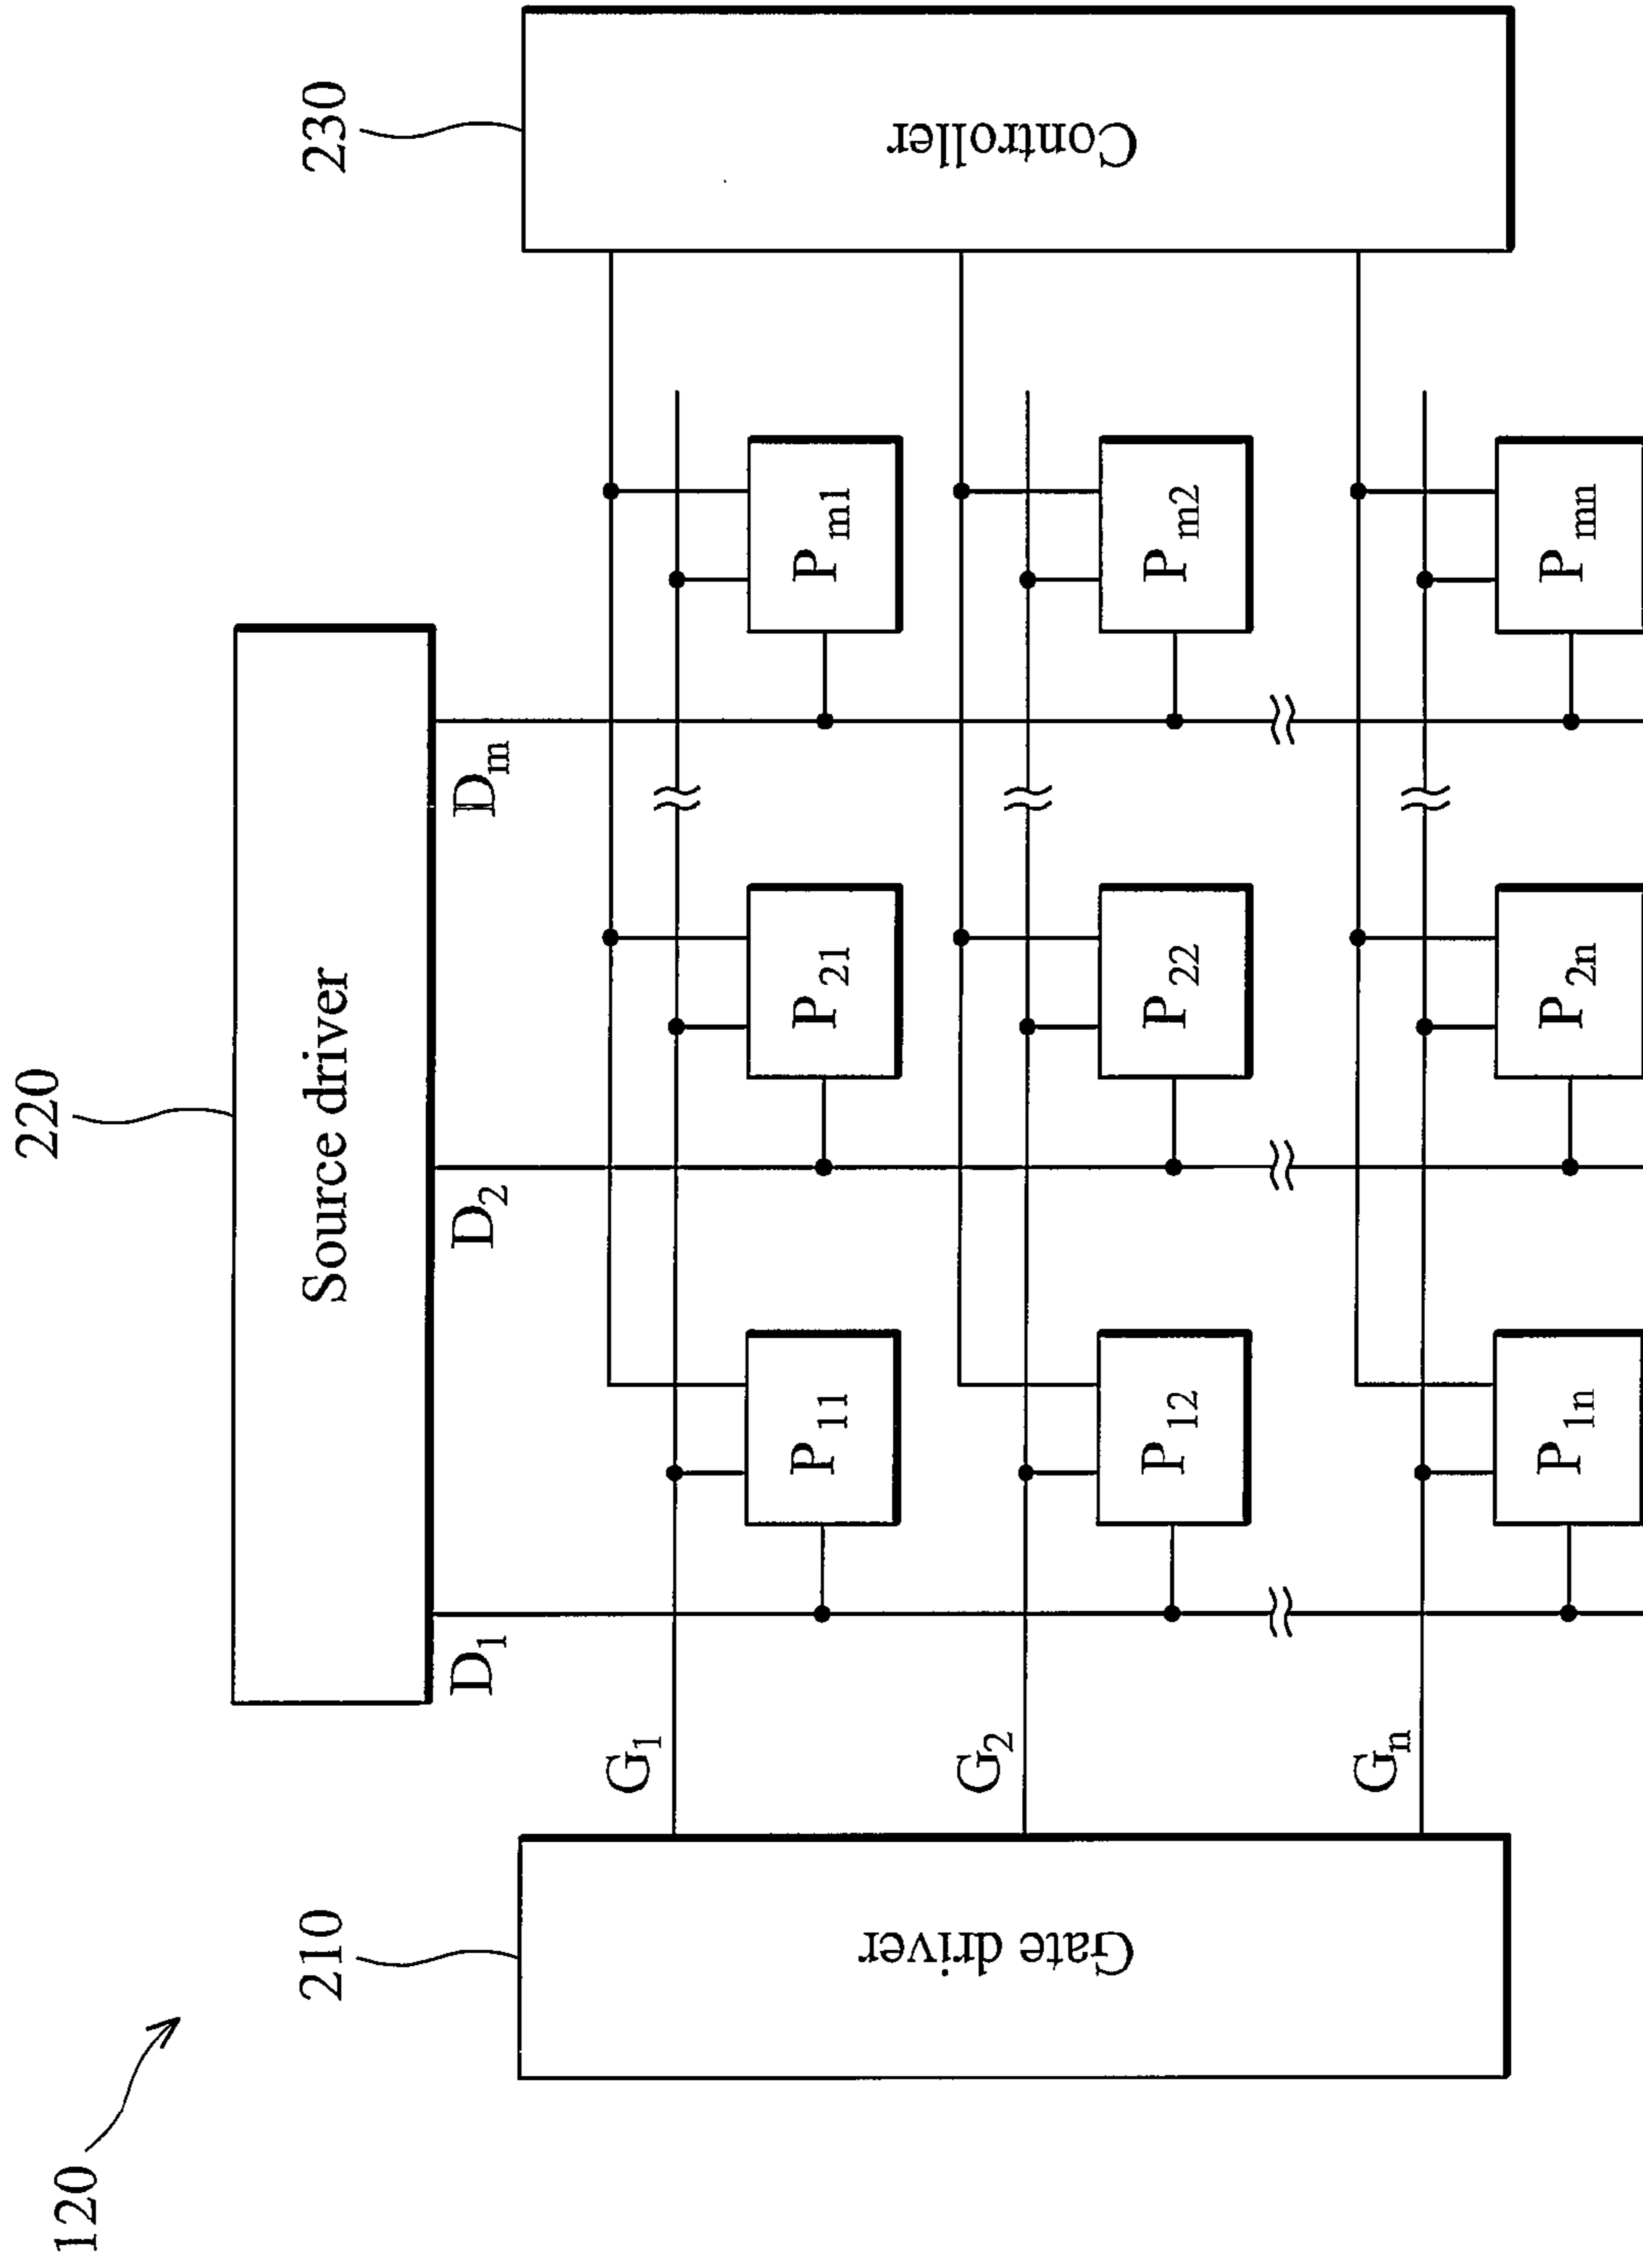 120
220
Source driver
210
230
Gate driver
Controller
D₁
D₂
Dₘ
G₁
P₁₁
P₂₁
Pₘ₁
G₂
P₁₂
P₂₂
Pₘ₂
Gₙ
P₁ₙ
P₂ₙ
Pₘₙ